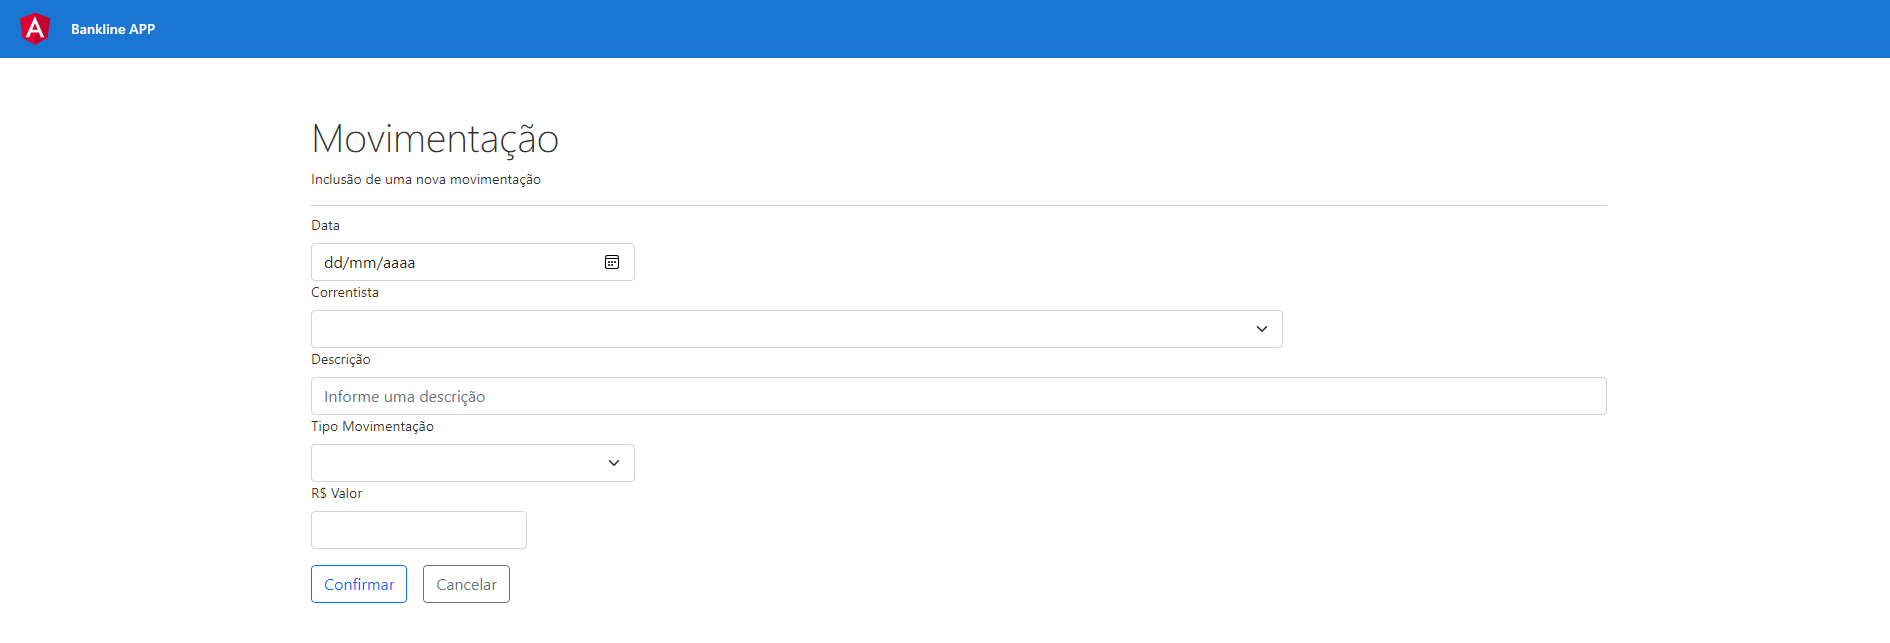 A
Bankline APP
Movimentação
Inclusão de uma nova movimentação
Data
dd/mm/aaaa
Correntista
Descrição
Informe uma descrição
Tipo Movimentação
R$ Valor
Confirmar Cancelar